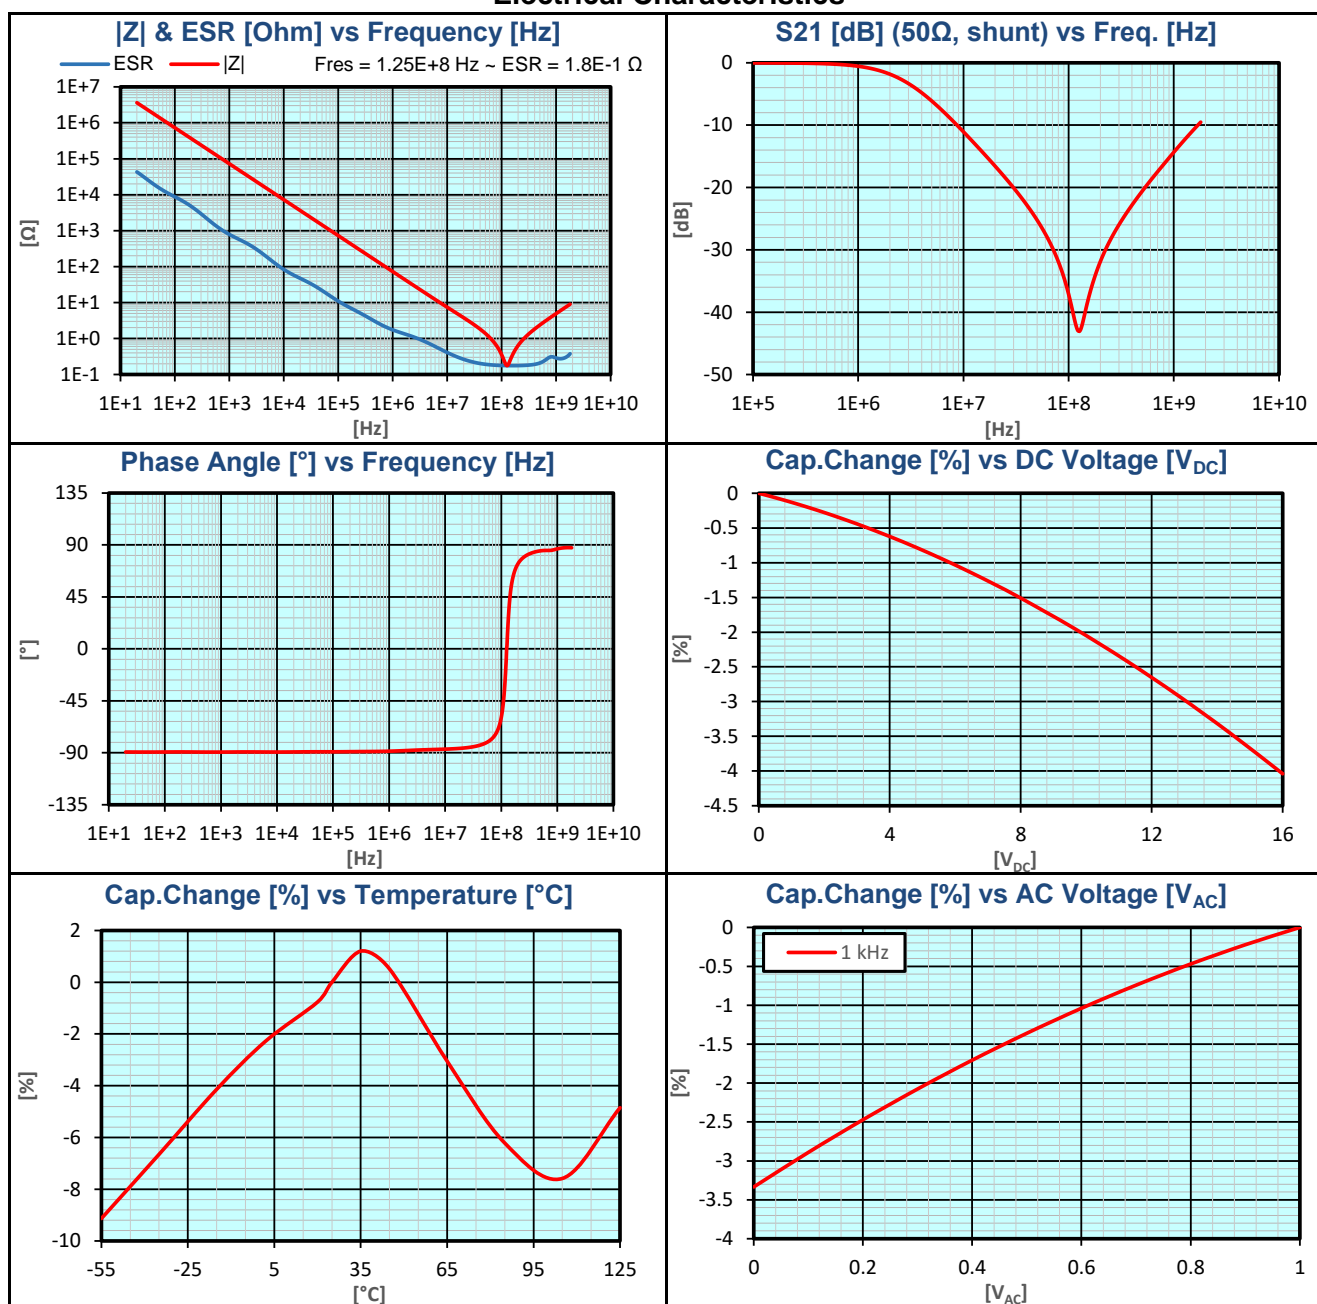 Electrical Characteristics
|Z| & ESR [Ohm] vs Frequency [Hz]
ESR |Z| Fres = 1.25E+8 Hz ~ ESR = 1.8E-1 Ω
1E+7
1E+6
1E+5
1E+4
1E+3
1E+2
1E+1
1E+0
1E-1
[Ω]
1E+1 1E+2 1E+3 1E+4 1E+5 1E+6 1E+7 1E+8 1E+9 1E+10
[Hz]
S21 [dB] (50Ω, shunt) vs Freq. [Hz]
0
-10
-20
-30
-40
-50
[dB]
1E+5 1E+6 1E+7 1E+8 1E+9 1E+10
[Hz]
Phase Angle [°] vs Frequency [Hz]
135
90
45
0
-45
-90
-135
[°]
1E+1 1E+2 1E+3 1E+4 1E+5 1E+6 1E+7 1E+8 1E+9 1E+10
[Hz]
Cap.Change [%] vs DC Voltage [VDC]
0
-0.5
-1
-1.5
-2
-2.5
-3
-3.5
-4
-4.5
[%]
0 4 8 12 16
[VDC]
Cap.Change [%] vs Temperature [°C]
2
0
-2
-4
-6
-8
-10
[%]
-55 -25 5 35 65 95 125
[°C]
Cap.Change [%] vs AC Voltage [VAC]
1 kHz
0
-0.5
-1
-1.5
-2
-2.5
-3
-3.5
-4
[%]
0 0.2 0.4 0.6 0.8 1
[VAC]